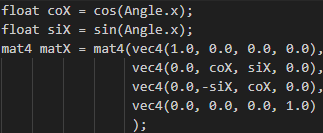 float coX = cos(Angle.x);
float siX = sin(Angle.x);
mat4 matX = mat4(vec4(1.0, 0.0, 0.0, 0.0),
vec4(0.0, coX, siX, 0.0),
vec4(0.0,-siX, coX, 0.0),
vec4(0.0, 0.0, 0.0, 1.0)
);